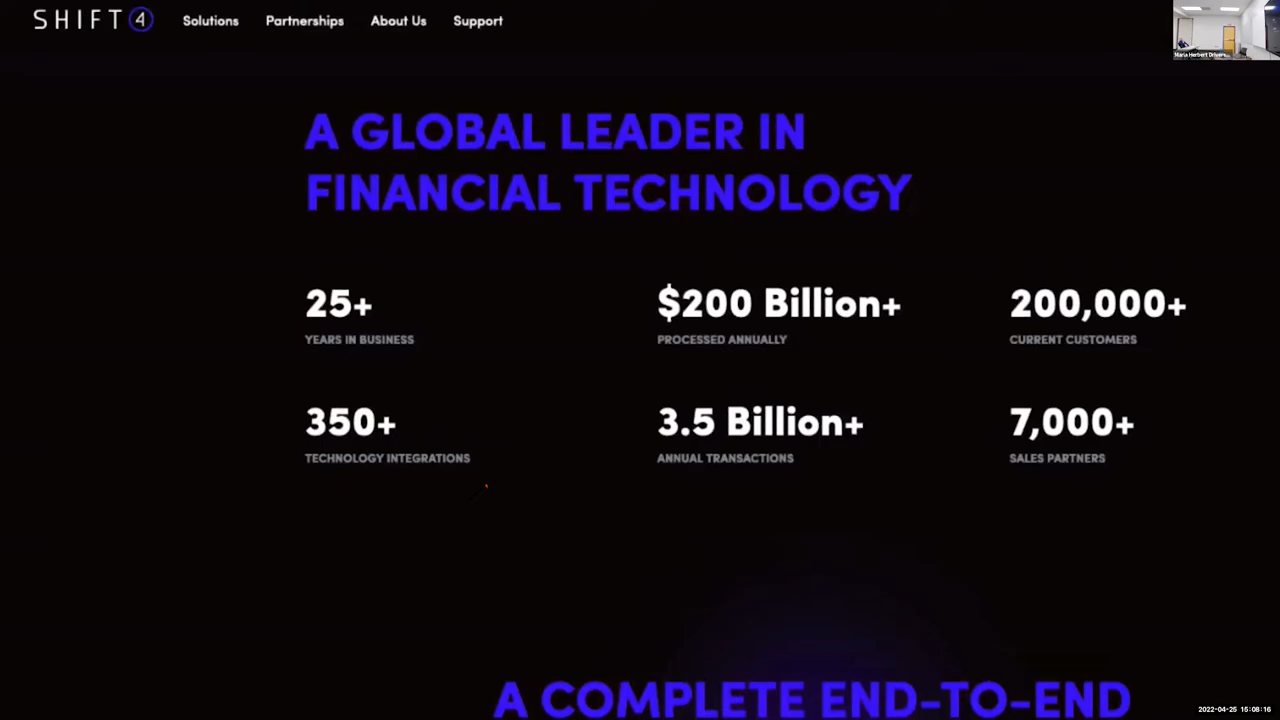 SHIFT4 Solutions Partnerships About Us Support
A GLOBAL LEADER IN
FINANCIAL TECHNOLOGY
25+ $200 Billion+ 200,000+
YEARS IN BUSINESS PROCESSED ANNUALLY CURRENT CUSTOMERS
350+ 3.5 Billion+ 7,000+
TECHNOLOGY INTEGRATIONS ANNUAL TRANSACTIONS SALES PARTNERS
A COMPLETE END-TO-END
2022-04-25 15:08:16